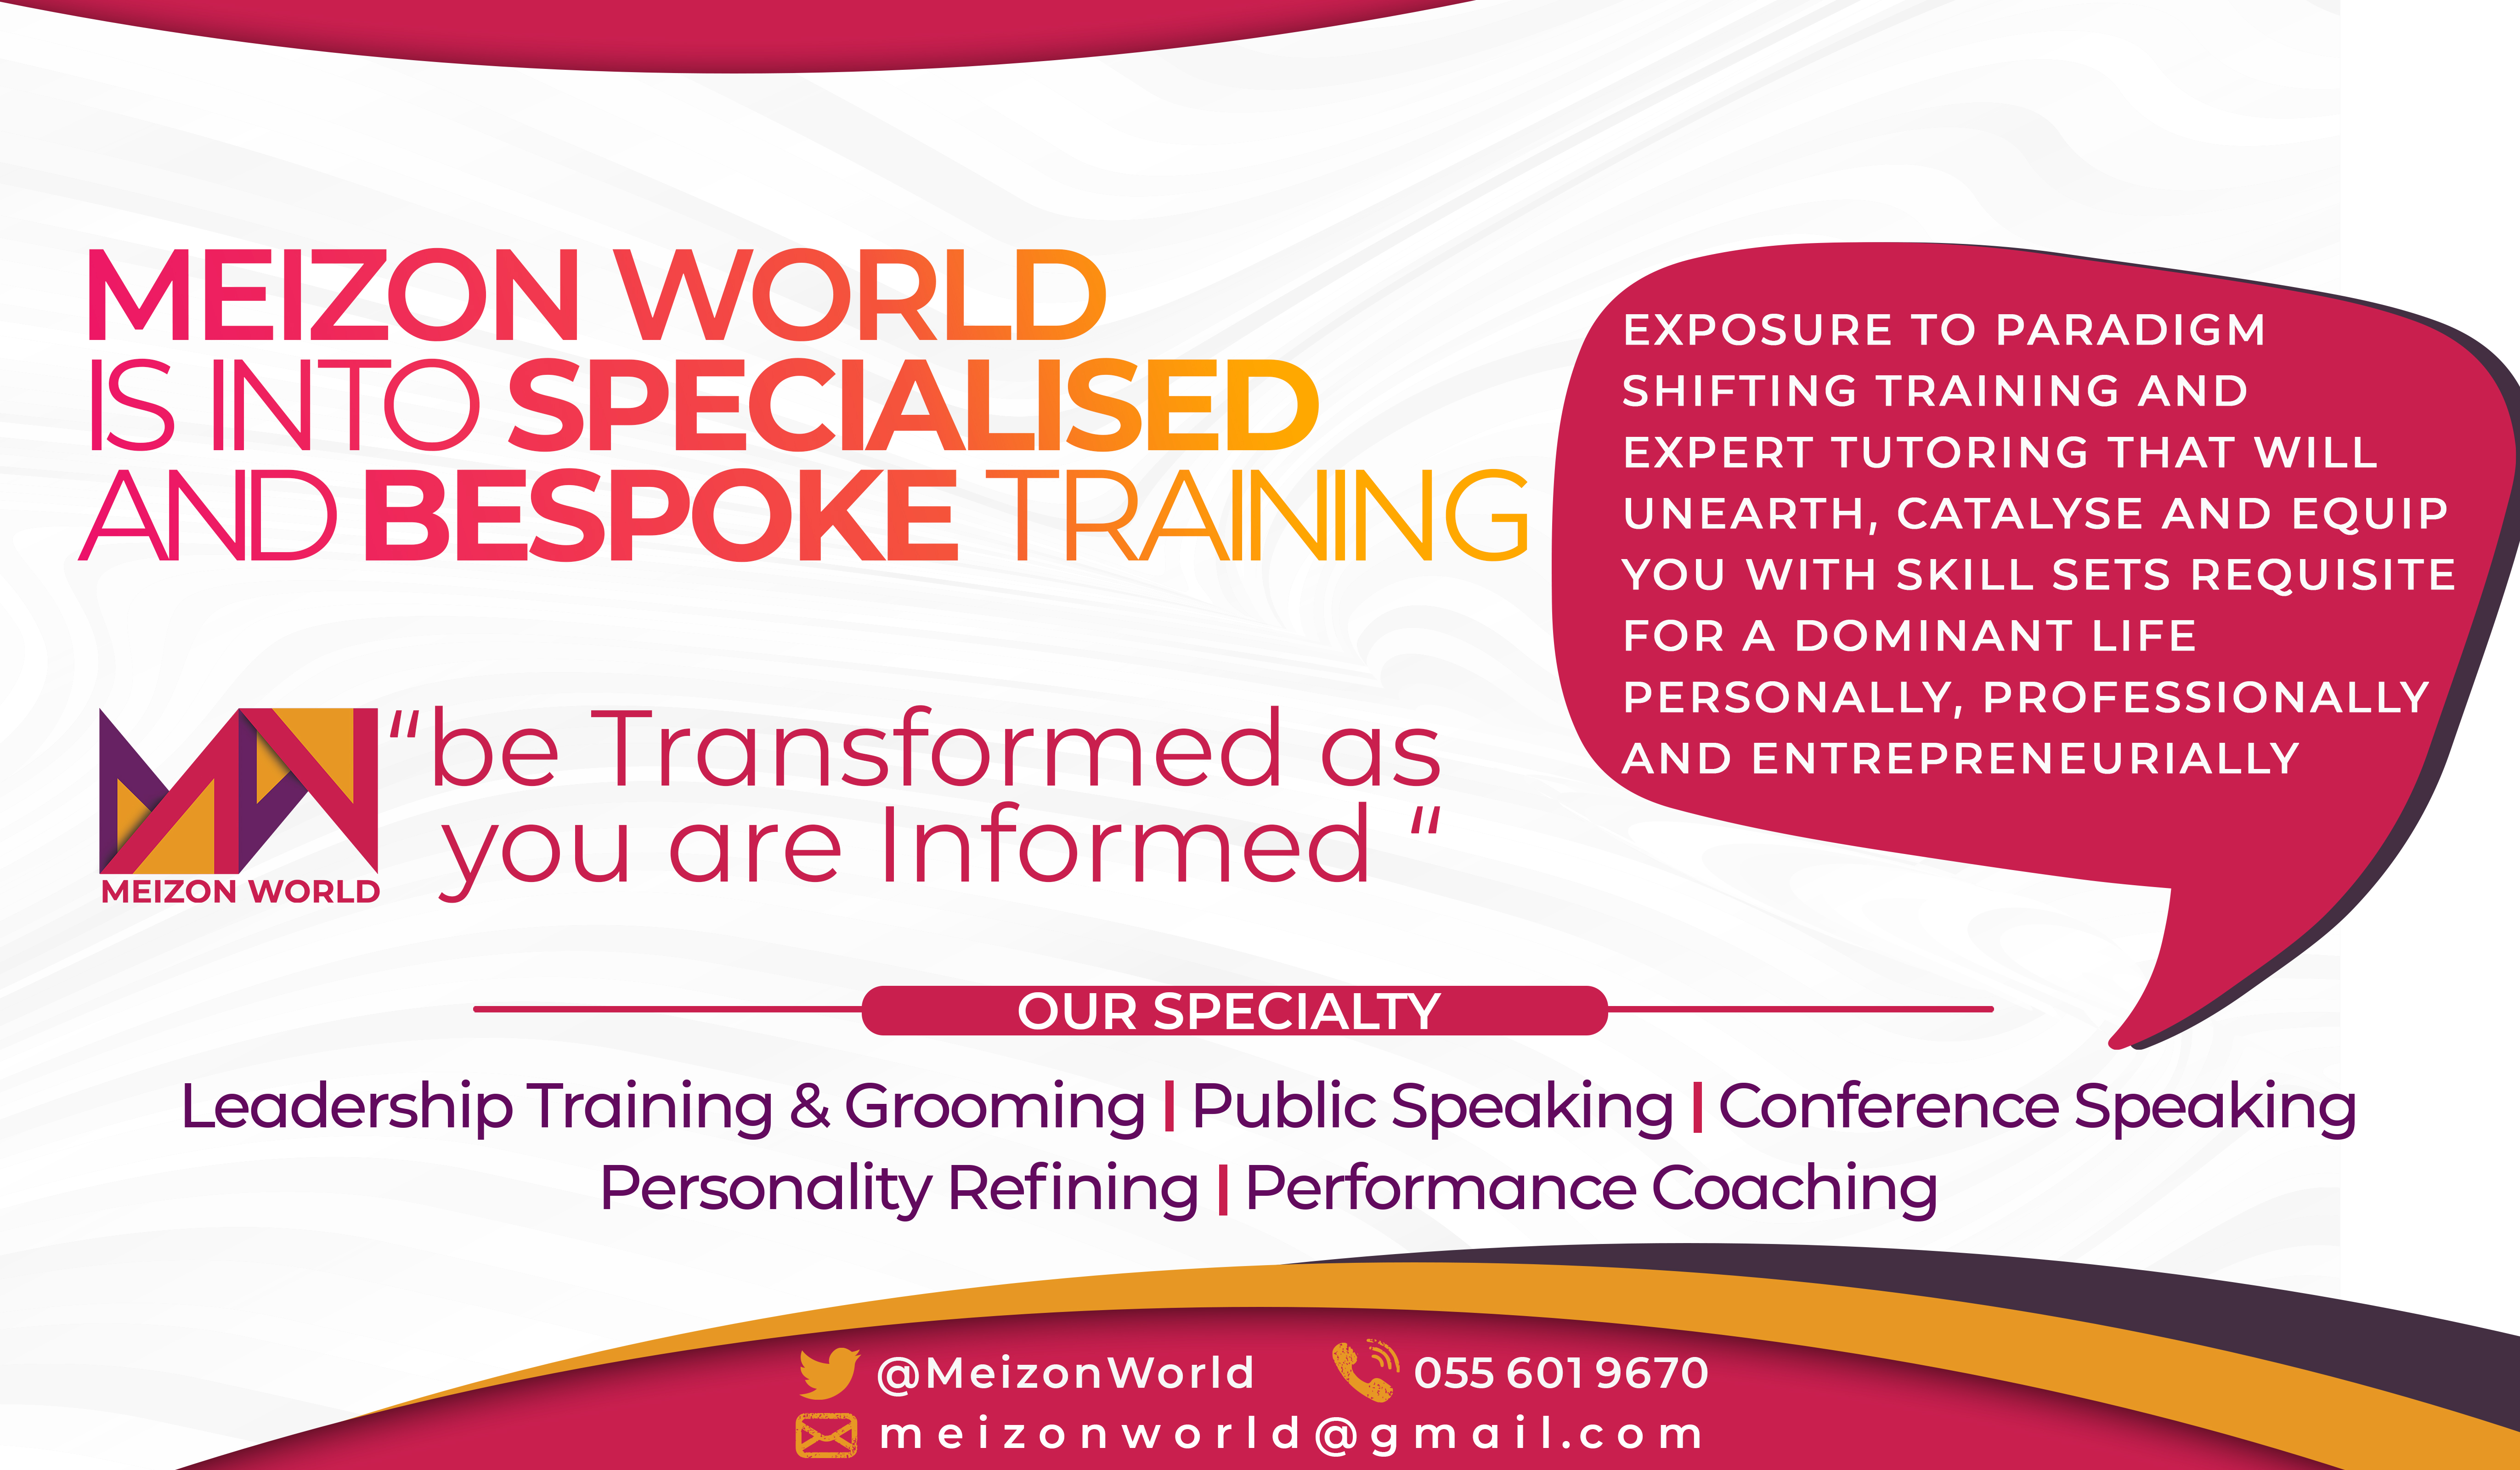 MEIZON WORLD
IS INTO SPECIALISED
AND BESPOKE TRAINING
EXPOSURE TO PARADIGM
SHIFTING TRAINING AND
EXPERT TUTORING THAT WILL
UNEARTH, CATALYSE AND EQUIP
YOU WITH SKILL SETS REQUISITE
FOR A DOMINANT LIFE
PERSONALLY, PROFESSIONALLY
AND ENTREPRENEURIALLY
MEIZON WORLD
“be Transformed as
you are Informed “
OUR SPECIALTY
Leadership Training & Grooming | Public Speaking | Conference Speaking
Personality Refining | Performance Coaching
@MeizonWorld 055 601 9670
meizonworld@gmail.com